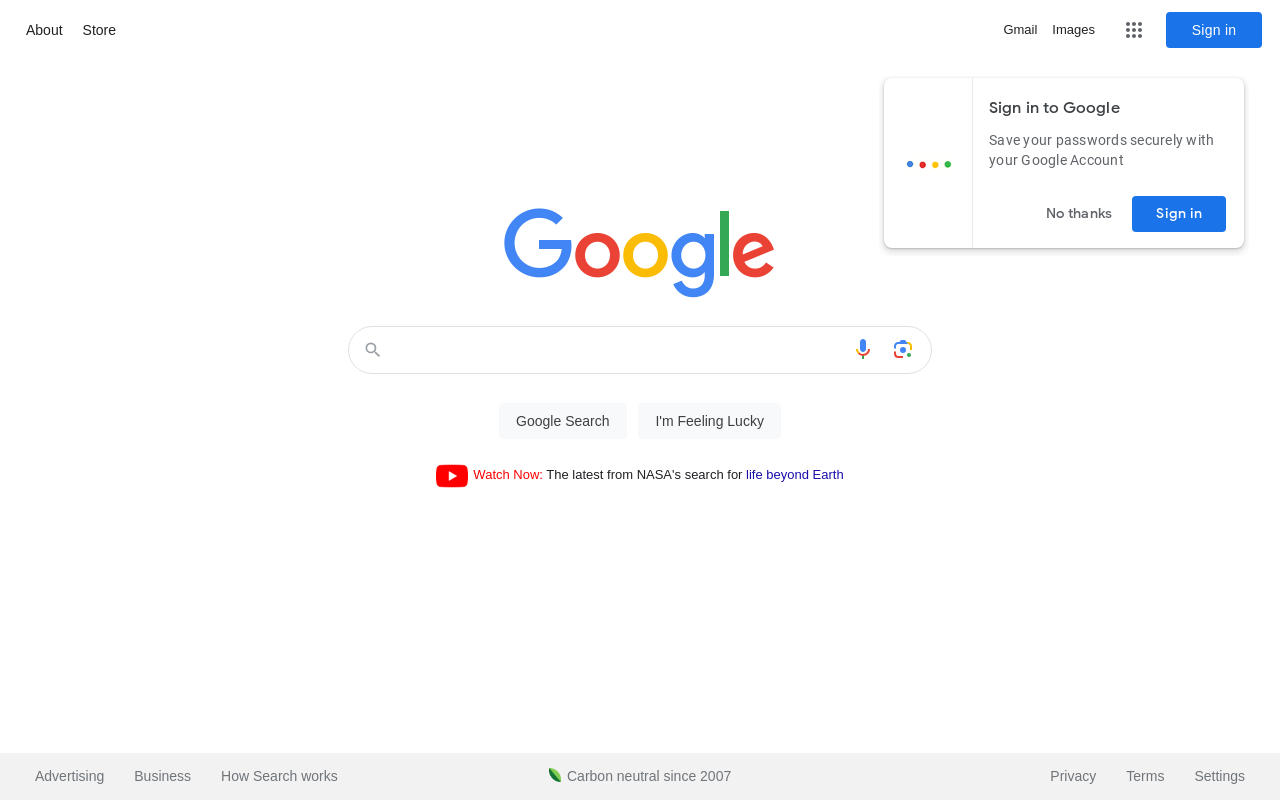 About Store Gmail Images Sign in
Sign in to Google
Save your passwords securely with
your Google Account
No thanks Sign in
Google
Google Search I'm Feeling Lucky
Watch Now: The latest from NASA's search for life beyond Earth
Advertising Business How Search works Carbon neutral since 2007 Privacy Terms Settings